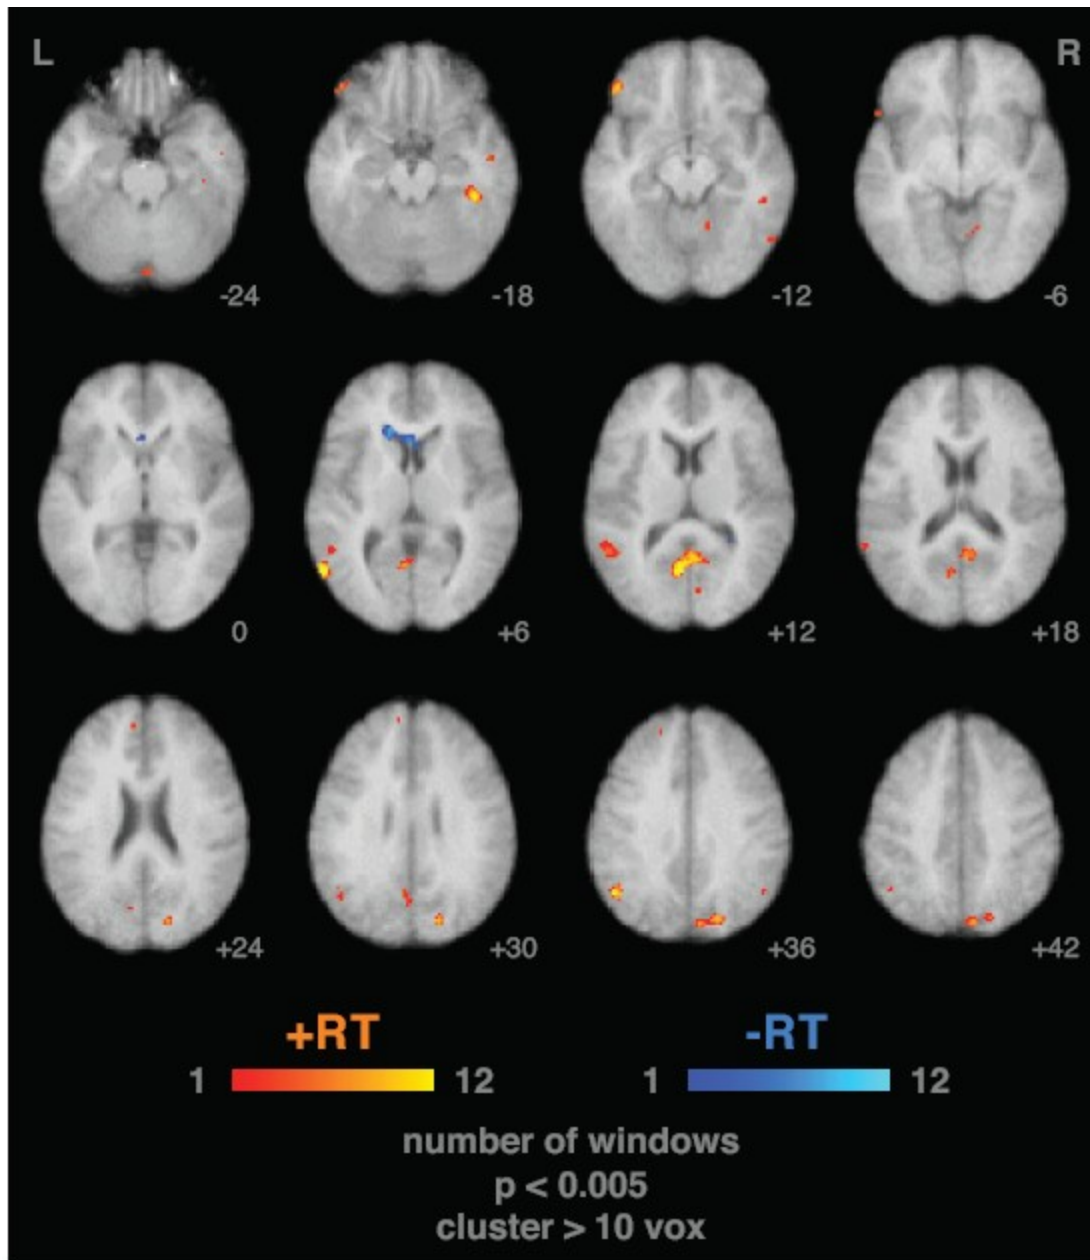 L R
-24 -18 -12 -6
0 +6 +12 +18
+24 +30 +36 +42
+RT -RT
1 12 1 12
number of windows
p < 0.005
cluster > 10 vox